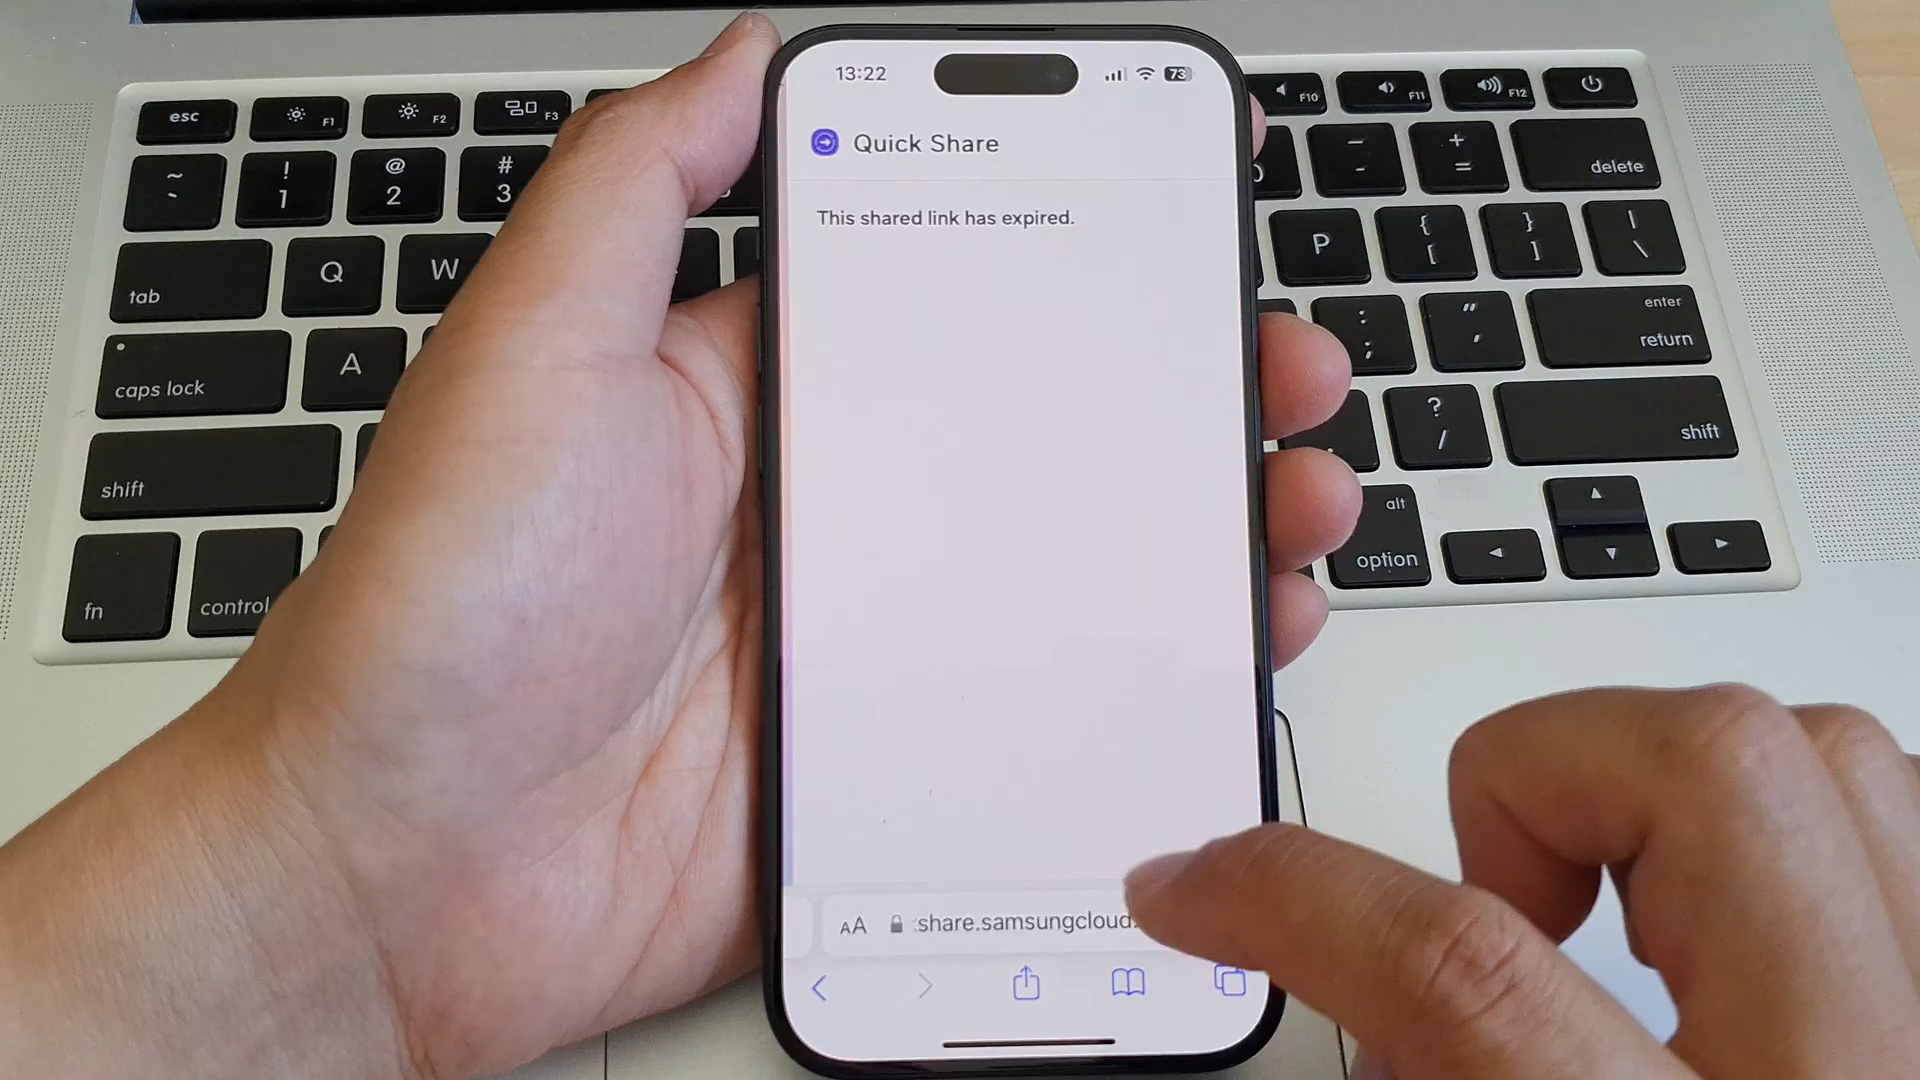 13:22
73
Quick Share
This shared link has expired.
AA share.samsungcloud.
esc
F1
F2
F3
F10
F11
F12
~
`
!
1
@
2
#
3
-
+
=
delete
tab
Q
W
P
{
[
}
]
|
\
caps lock
A
:
;
"
'
enter
return
shift
?
/
shift
fn
control
alt
option